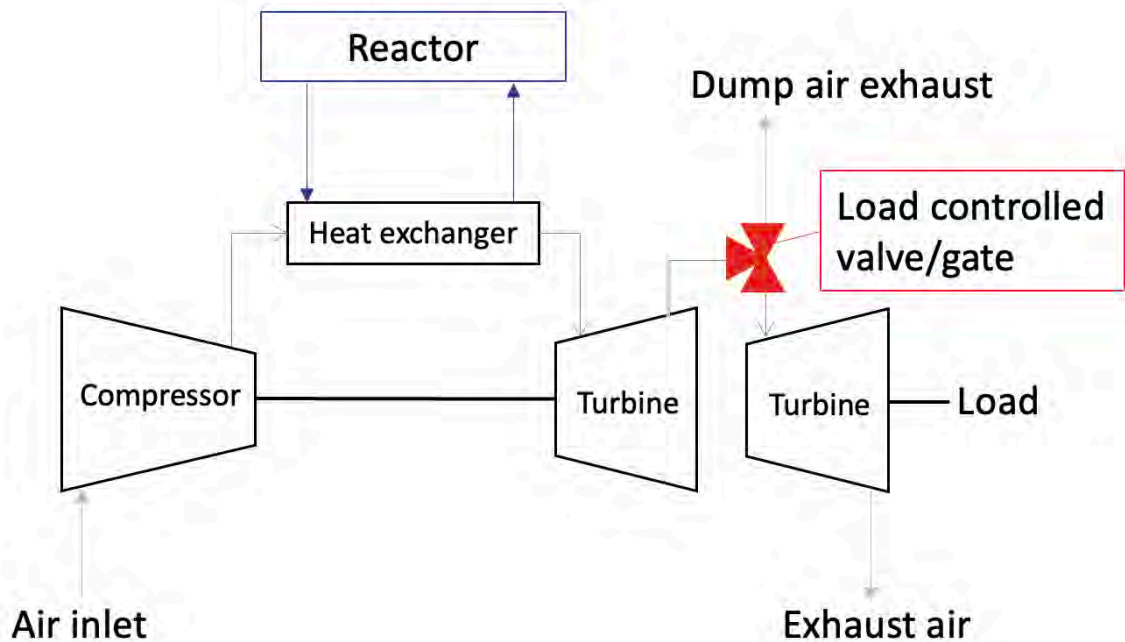 Reactor
Dump air exhaust
Load controlled
valve/gate
Heat exchanger
Compressor
Turbine
Turbine
Load
Air inlet
Exhaust air